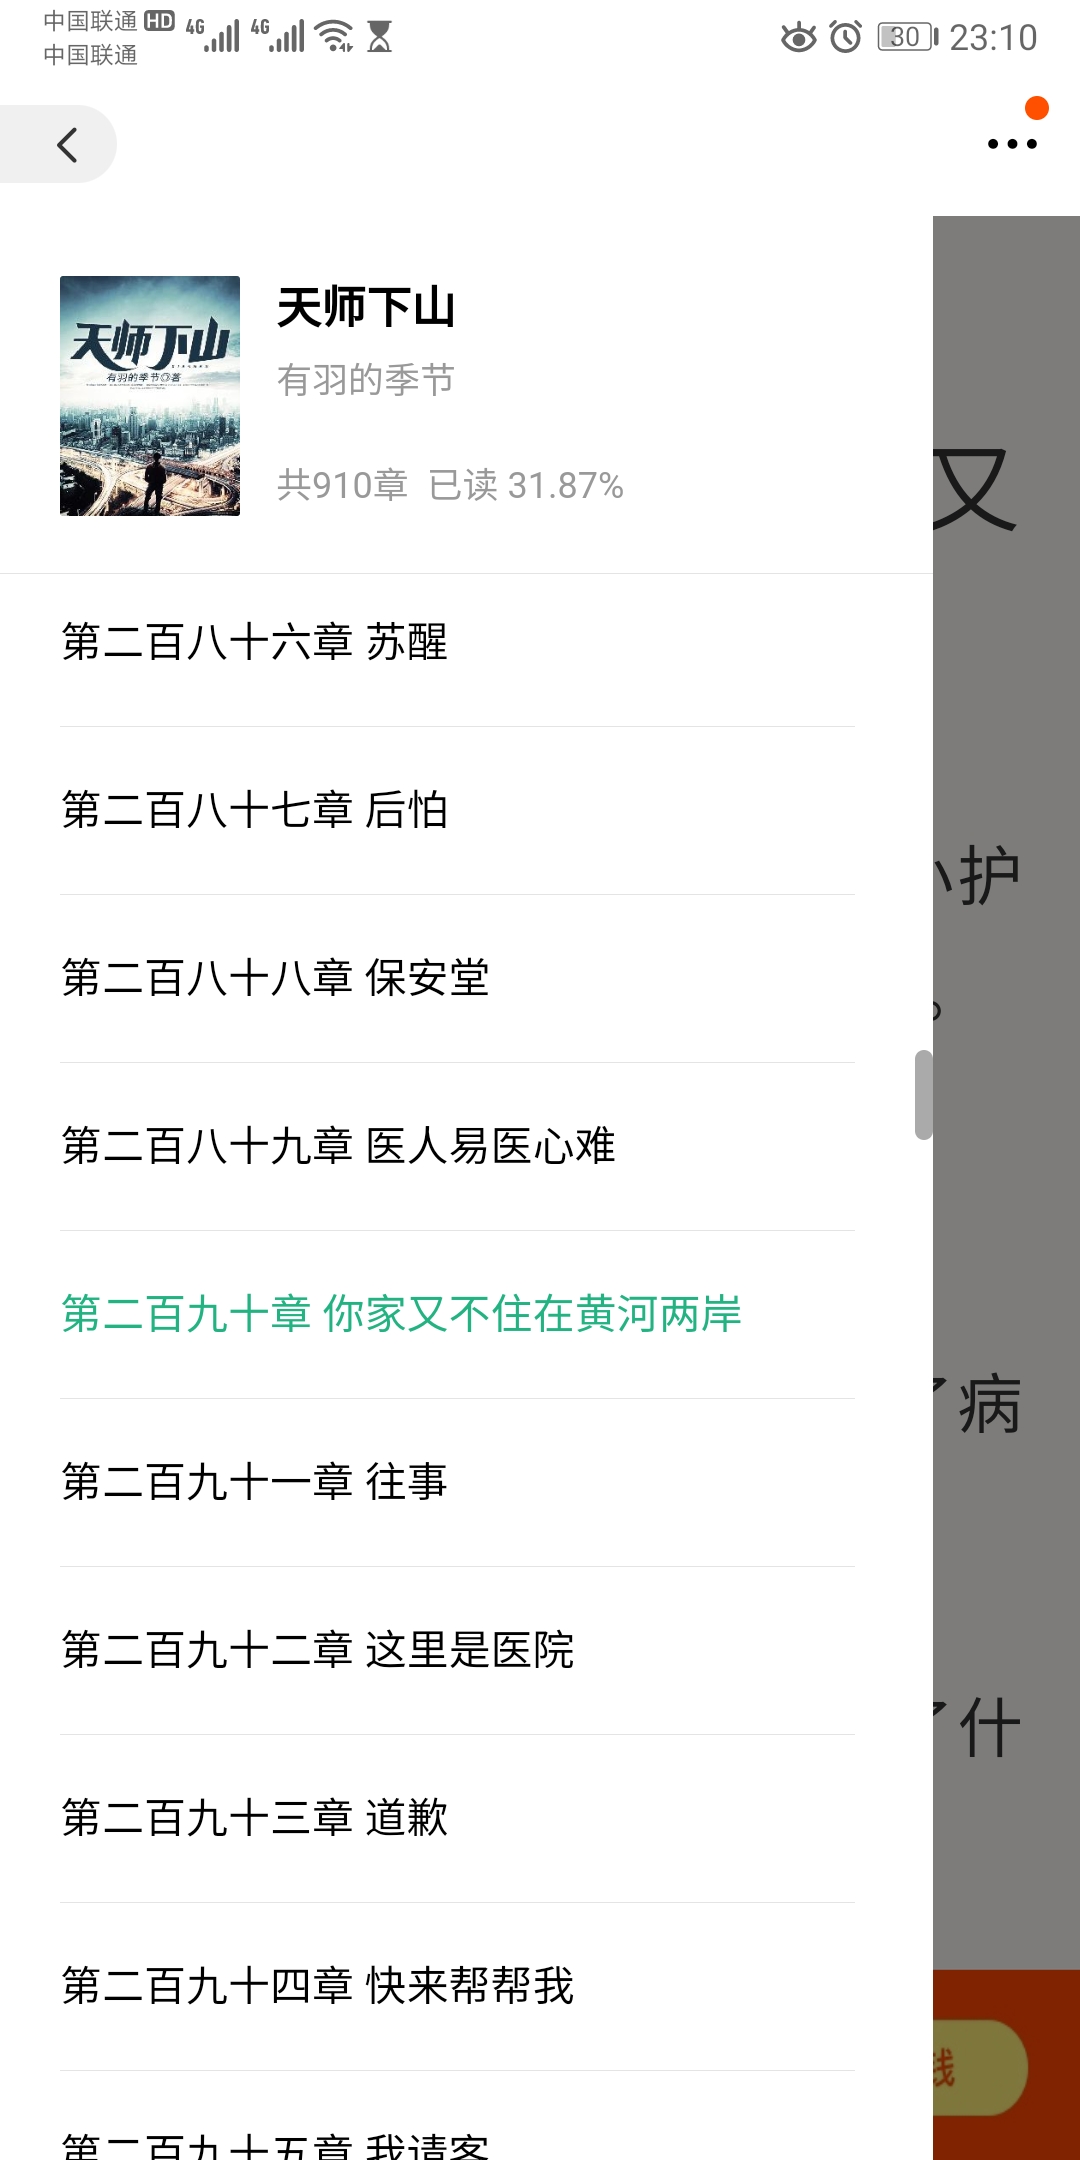 中国联通 HD 4G 4G 30 23:10
中国联通
天师下山
有羽的季节◎著
天师下山
有羽的季节
共910章 已读 31.87%
又
第二百八十六章 苏醒
第二百八十七章 后怕
护
第二百八十八章 保安堂
。
第二百八十九章 医人易医心难
第二百九十章 你家又不住在黄河两岸
病
第二百九十一章 往事
第二百九十二章 这里是医院
什
第二百九十三章 道歉
第二百九十四章 快来帮帮我
钱
第二百九十五章 我请客